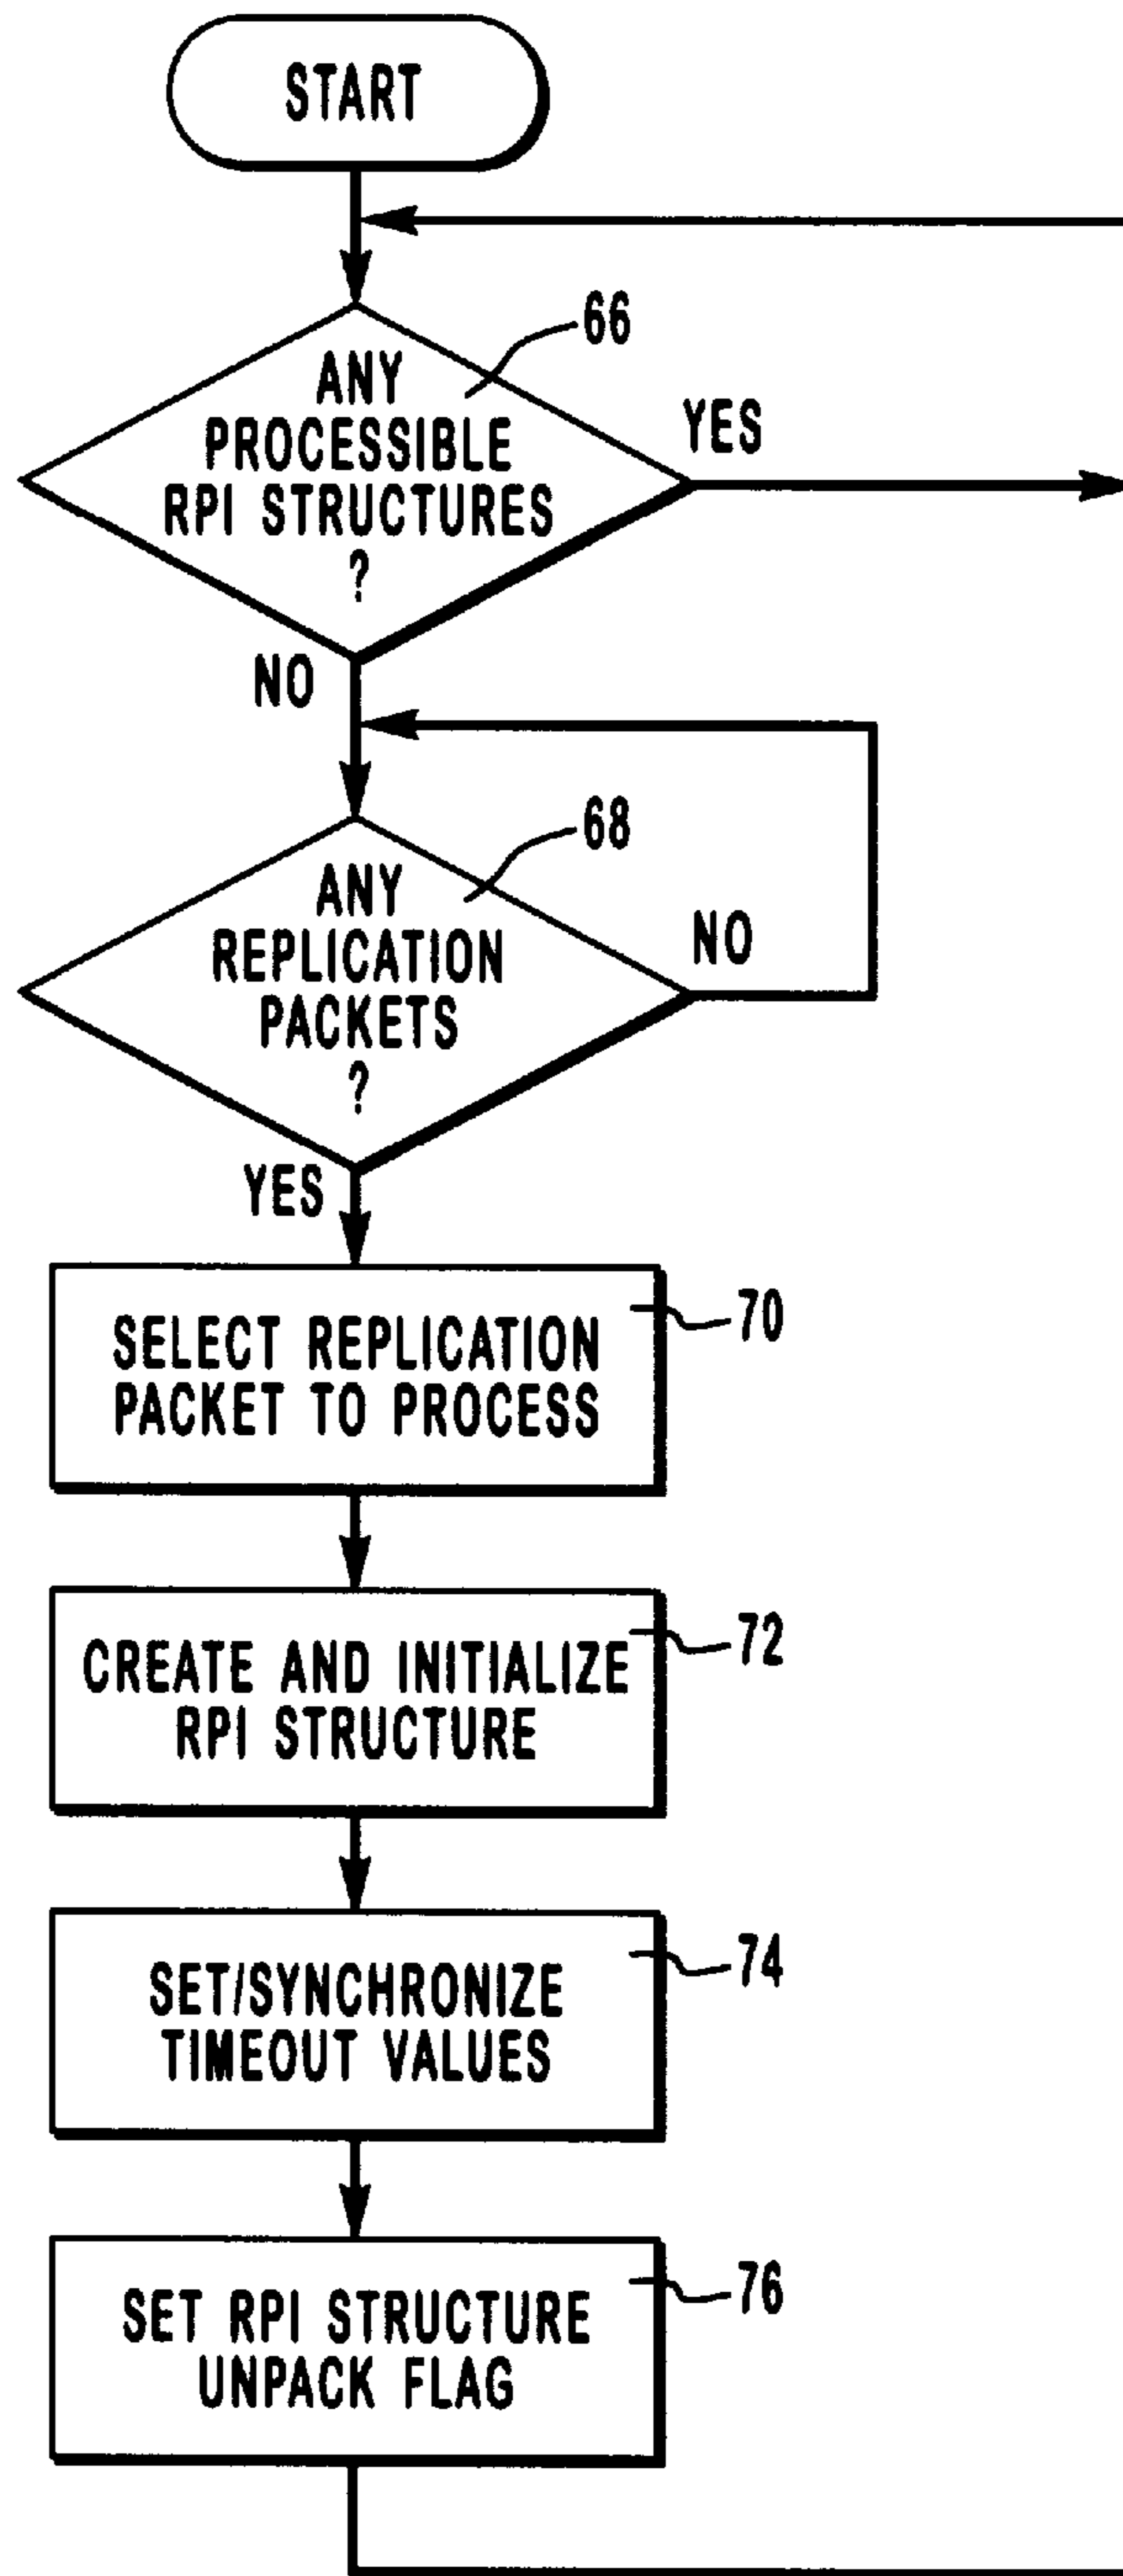 START
66
ANY
PROCESSIBLE
RPI STRUCTURES
?
YES
NO
68
ANY
REPLICATION
PACKETS
?
NO
YES
70
SELECT REPLICATION
PACKET TO PROCESS
72
CREATE AND INITIALIZE
RPI STRUCTURE
74
SET/SYNCHRONIZE
TIMEOUT VALUES
76
SET RPI STRUCTURE
UNPACK FLAG